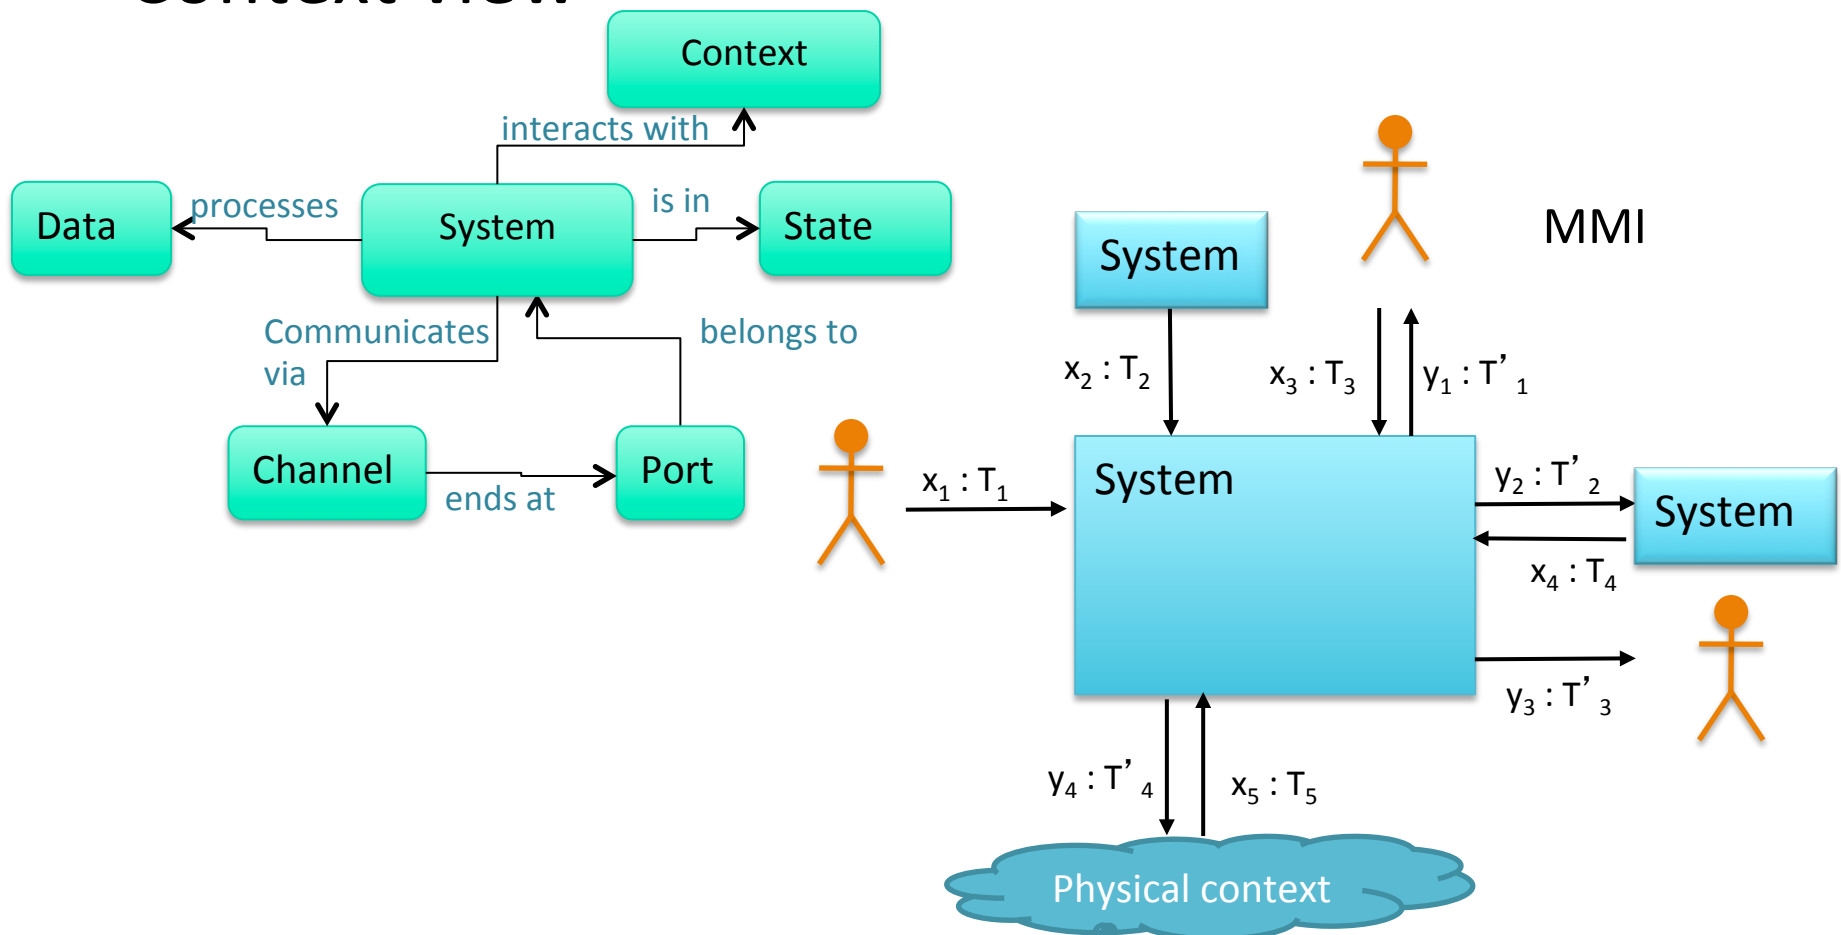 Context view
Context
interacts with
Data
processes
System
is in
State
Communicates
via
belongs to
Channel
ends at
Port
MMI
System
x₂ : T₂
x₃ : T₃
y₁ : T’ ₁
x₁ : T₁
System
y₂ : T’ ₂
System
x₄ : T₄
y₃ : T’ ₃
y₄ : T’ ₄
x₅ : T₅
Physical context